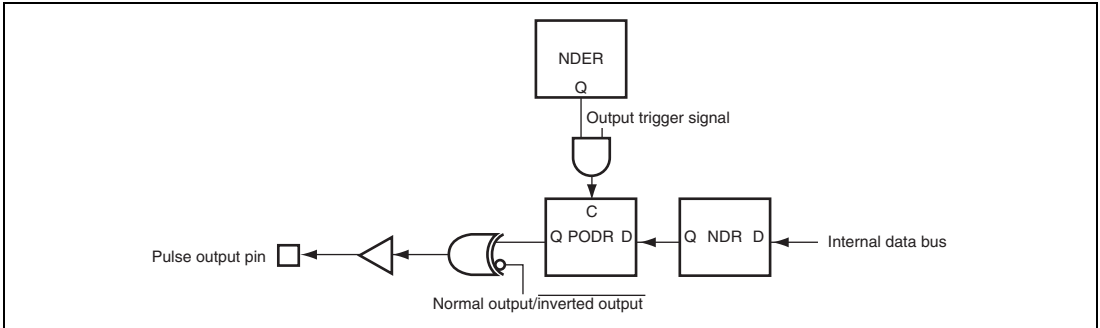 NDER
Q
Output trigger signal
C
Q PODR D
Q NDR D
Internal data bus
Pulse output pin
Normal output/inverted output